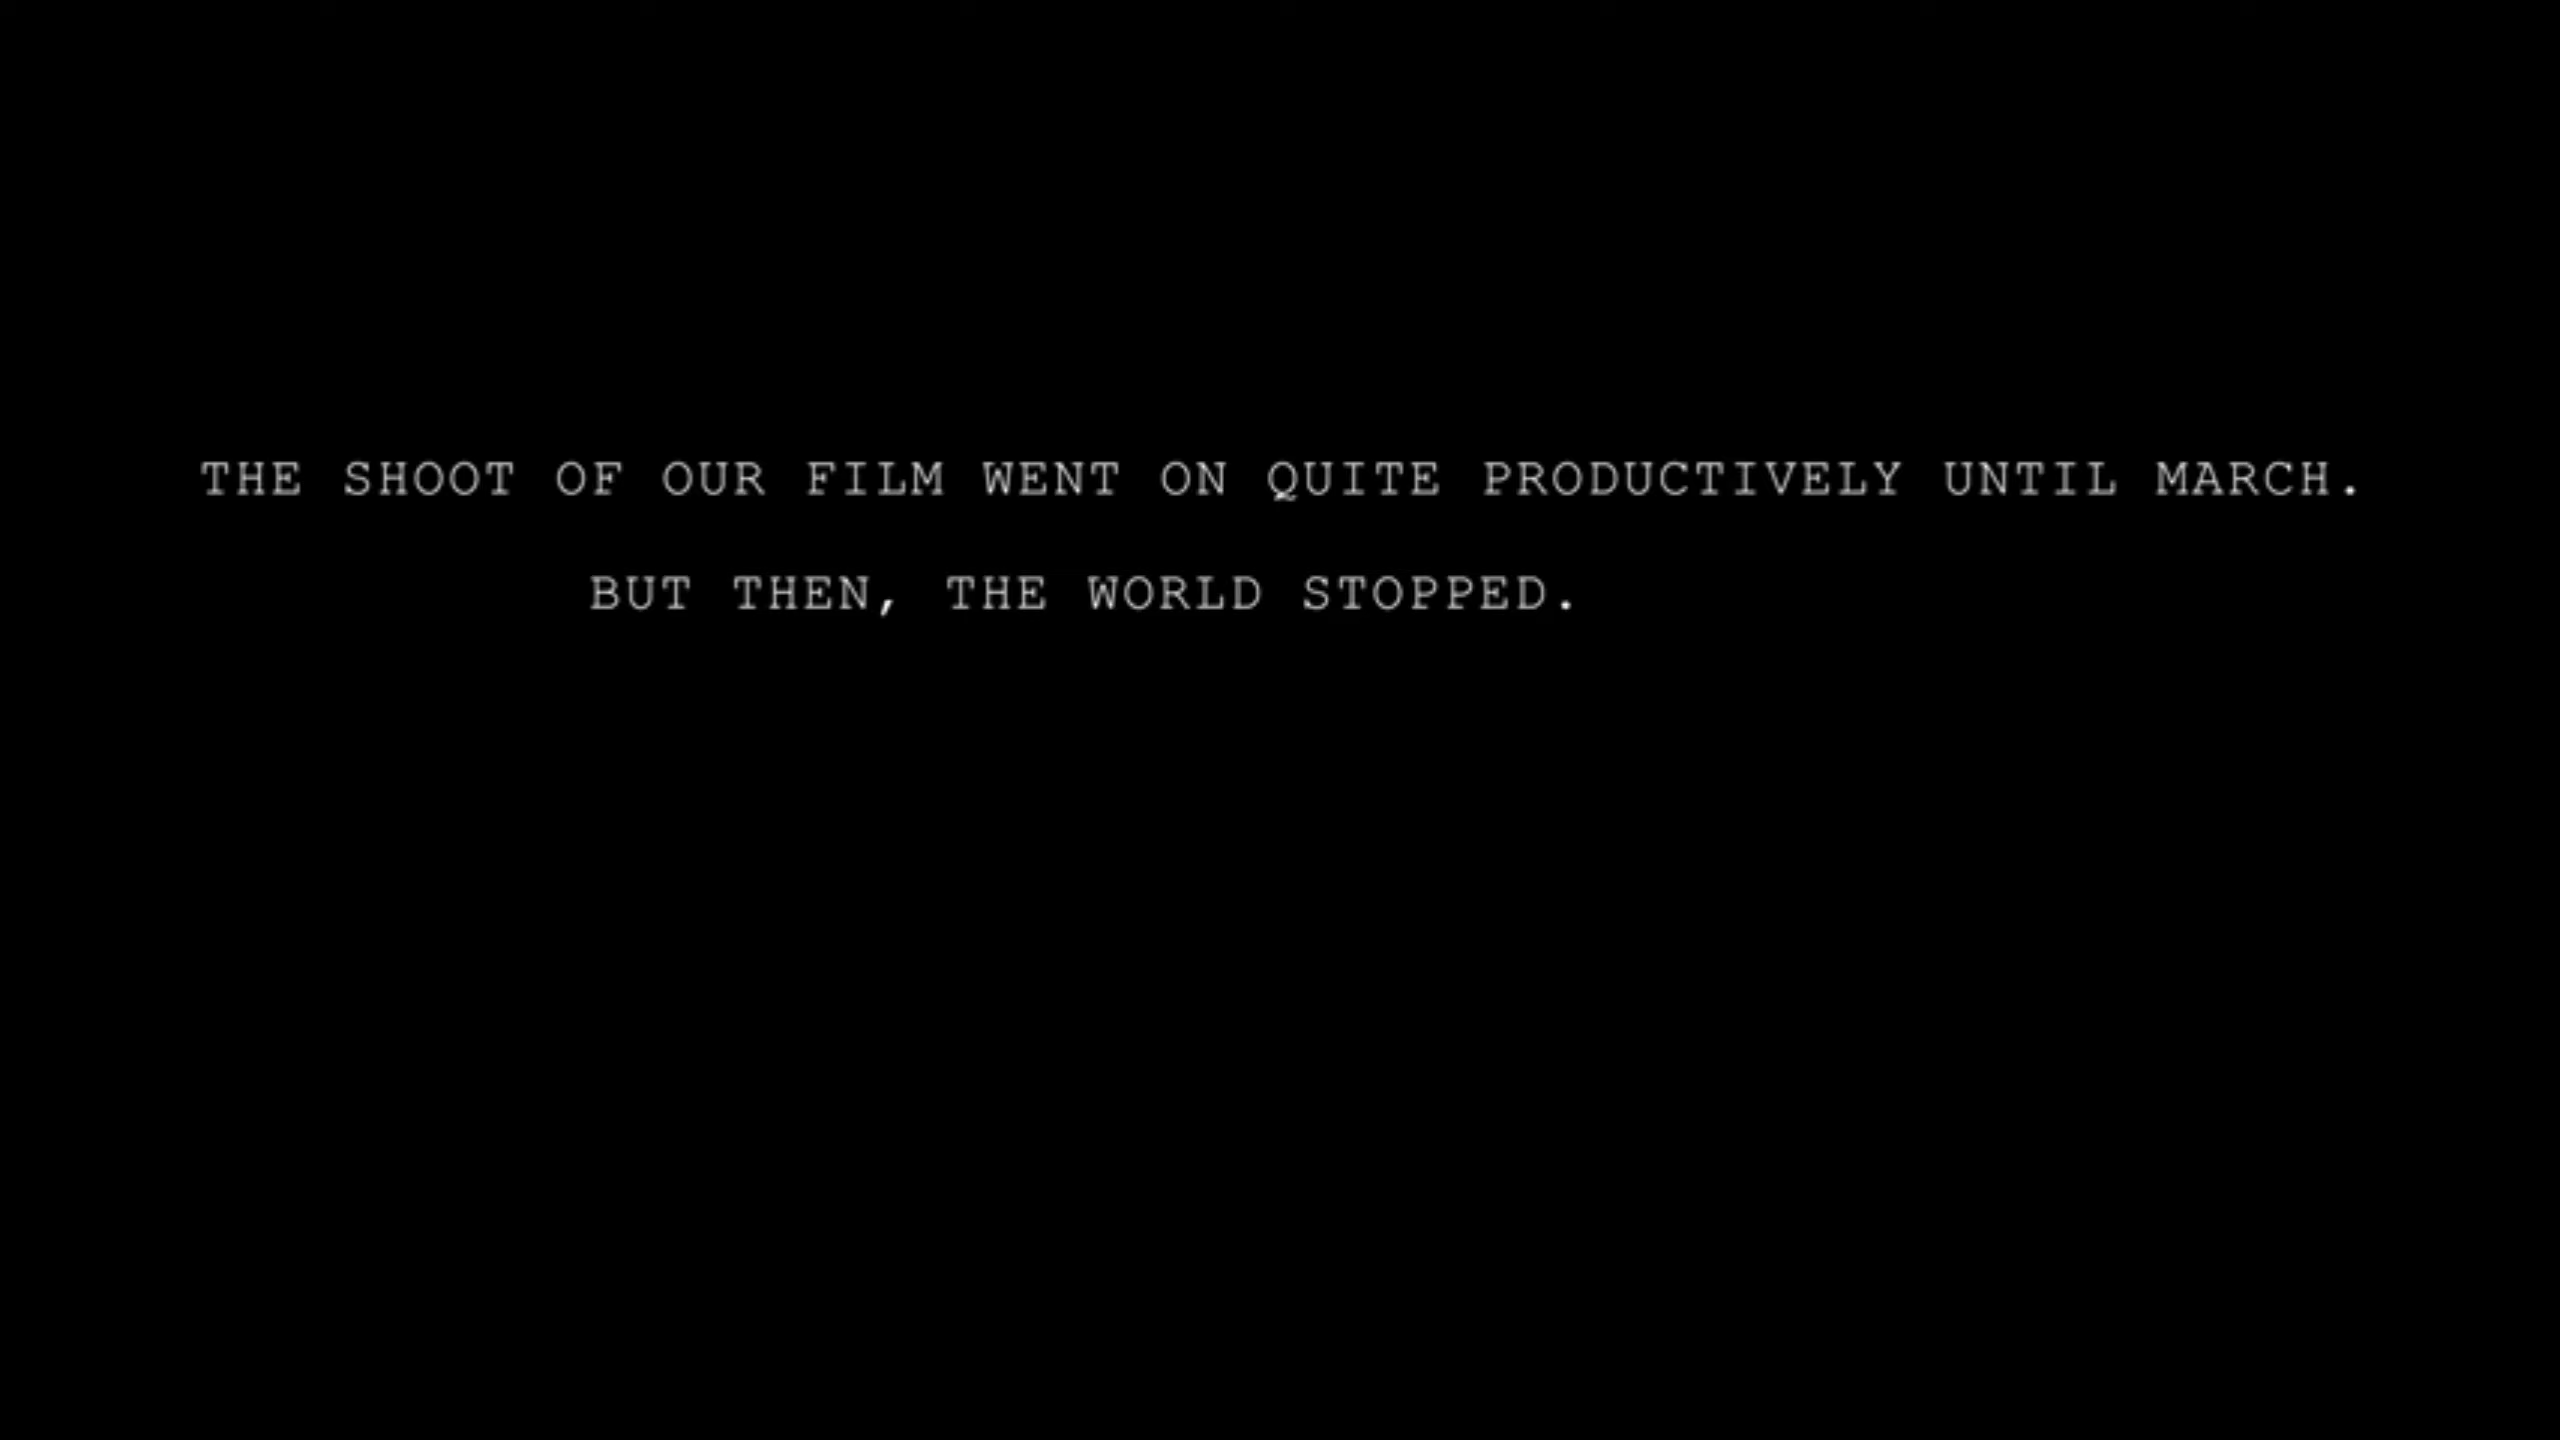 THE SHOOT OF OUR FILM WENT ON QUITE PRODUCTIVELY UNTIL MARCH.
BUT THEN, THE WORLD STOPPED.